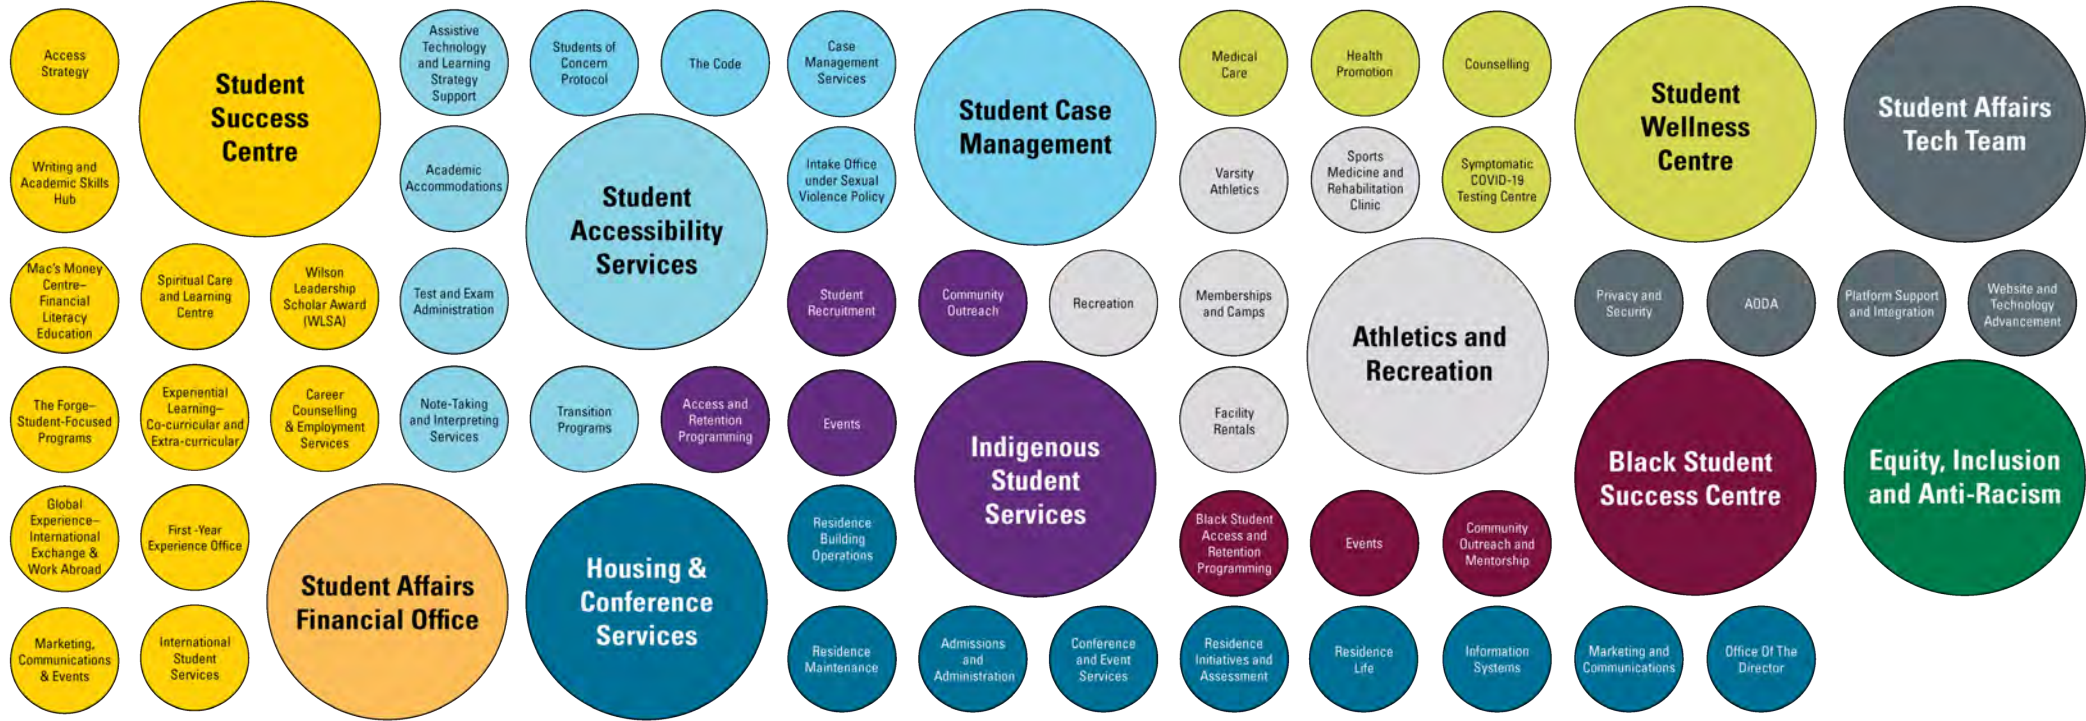 Access
Strategy
Student
Success
Centre
Assistive
Technology
and Learning
Strategy
Support
Students of
Concern
Protocol
The Code
Case
Management
Services
Student Case
Management
Medical
Care
Health
Promotion
Counselling
Student
Wellness
Centre
Student Affairs
Tech Team
Writing and
Academic Skills
Hub
Academic
Accommodations
Student
Accessibility
Services
Intake Office
under Sexual
Violence Policy
Varsity
Athletics
Sports
Medicine and
Rehabilitation
Clinic
Symptomatic
COVID-19
Testing Centre
Mac's Money
Centre–
Financial
Literacy
Education
Spiritual Care
and Learning
Centre
Wilson
Leadership
Scholar Award
(WLSA)
Test and Exam
Administration
Student
Recruitment
Community
Outreach
Recreation
Memberships
and Camps
Athletics and
Recreation
Privacy and
Security
AODA
Platform Support
and Integration
Website and
Technology
Advancement
The Forge–
Student-Focused
Programs
Experiential
Learning–
Co-curricular and
Extra-curricular
Career
Counselling
& Employment
Services
Note-Taking
and Interpreting
Services
Transition
Programs
Access and
Retention
Programming
Events
Indigenous
Student
Services
Facility
Rentals
Black Student
Success Centre
Equity, Inclusion
and Anti-Racism
Global
Experience–
International
Exchange &
Work Abroad
First -Year
Experience Office
Student Affairs
Financial Office
Housing &
Conference
Services
Residence
Building
Operations
Black Student
Access and
Retention
Programming
Events
Community
Outreach and
Mentorship
Marketing,
Communications
& Events
International
Student
Services
Residence
Maintenance
Admissions
and
Administration
Conference
and Event
Services
Residence
Initiatives and
Assessment
Residence
Life
Information
Systems
Marketing and
Communications
Office Of The
Director